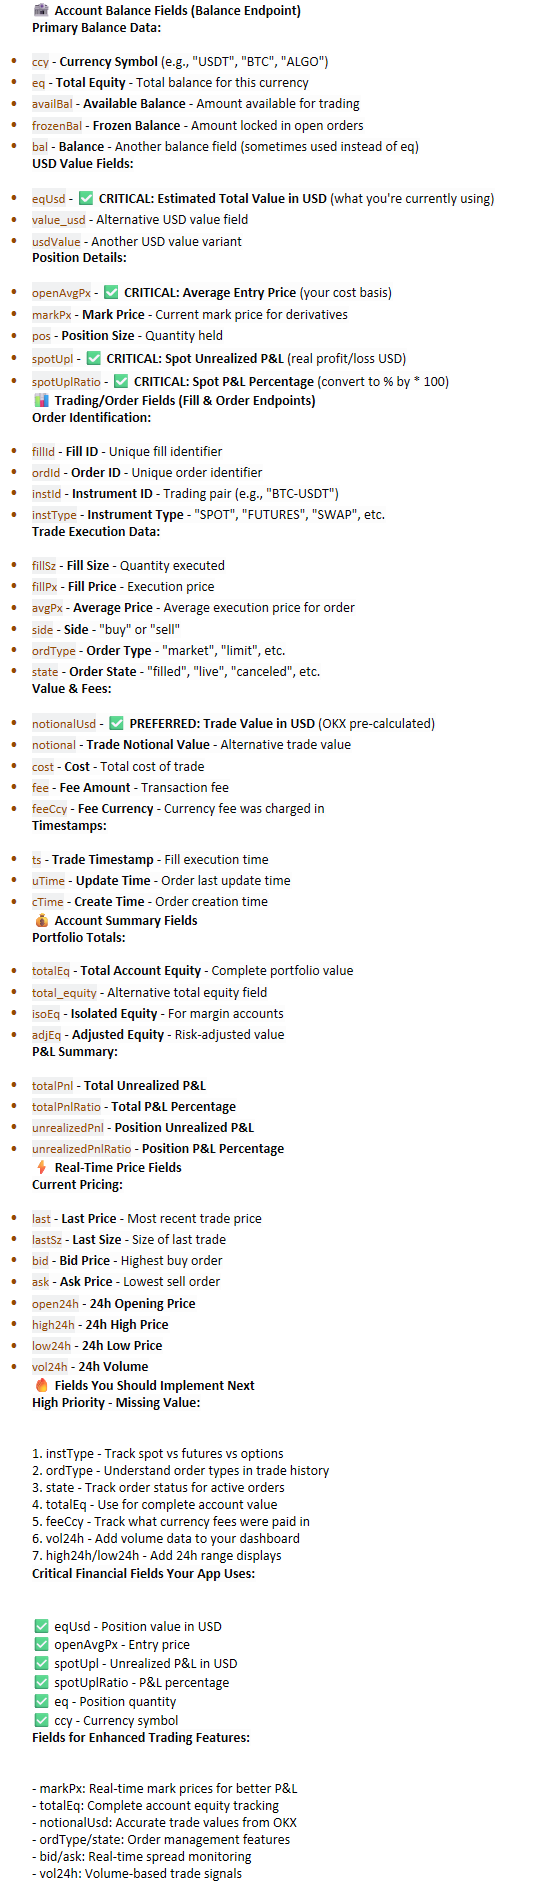 🏦 Account Balance Fields (Balance Endpoint)
Primary Balance Data:
• ccy - Currency Symbol (e.g., "USDT", "BTC", "ALGO")
• eq - Total Equity - Total balance for this currency
• availBal - Available Balance - Amount available for trading
• frozenBal - Frozen Balance - Amount locked in open orders
• bal - Balance - Another balance field (sometimes used instead of eq)
USD Value Fields:
• eqUsd - ✅ CRITICAL: Estimated Total Value in USD (what you're currently using)
• value_usd - Alternative USD value field
• usdValue - Another USD value variant
Position Details:
• openAvgPx - ✅ CRITICAL: Average Entry Price (your cost basis)
• markPx - Mark Price - Current mark price for derivatives
• pos - Position Size - Quantity held
• spotUpl - ✅ CRITICAL: Spot Unrealized P&L (real profit/loss USD)
• spotUplRatio - ✅ CRITICAL: Spot P&L Percentage (convert to % by * 100)
📊 Trading/Order Fields (Fill & Order Endpoints)
Order Identification:
• fillId - Fill ID - Unique fill identifier
• ordId - Order ID - Unique order identifier
• instId - Instrument ID - Trading pair (e.g., "BTC-USDT")
• instType - Instrument Type - "SPOT", "FUTURES", "SWAP", etc.
Trade Execution Data:
• fillSz - Fill Size - Quantity executed
• fillPx - Fill Price - Execution price
• avgPx - Average Price - Average execution price for order
• side - Side - "buy" or "sell"
• ordType - Order Type - "market", "limit", etc.
• state - Order State - "filled", "live", "canceled", etc.
Value & Fees:
• notionalUsd - ✅ PREFERRED: Trade Value in USD (OKX pre-calculated)
• notional - Trade Notional Value - Alternative trade value
• cost - Cost - Total cost of trade
• fee - Fee Amount - Transaction fee
• feeCcy - Fee Currency - Currency fee was charged in
Timestamps:
• ts - Trade Timestamp - Fill execution time
• uTime - Update Time - Order last update time
• cTime - Create Time - Order creation time
💰 Account Summary Fields
Portfolio Totals:
• totalEq - Total Account Equity - Complete portfolio value
• total_equity - Alternative total equity field
• isoEq - Isolated Equity - For margin accounts
• adjEq - Adjusted Equity - Risk-adjusted value
P&L Summary:
• totalPnl - Total Unrealized P&L
• totalPnlRatio - Total P&L Percentage
• unrealizedPnl - Position Unrealized P&L
• unrealizedPnlRatio - Position P&L Percentage
⚡ Real-Time Price Fields
Current Pricing:
• last - Last Price - Most recent trade price
• lastSz - Last Size - Size of last trade
• bid - Bid Price - Highest buy order
• ask - Ask Price - Lowest sell order
• open24h - 24h Opening Price
• high24h - 24h High Price
• low24h - 24h Low Price
• vol24h - 24h Volume
🔥 Fields You Should Implement Next
High Priority - Missing Value:
1. instType - Track spot vs futures vs options
2. ordType - Understand order types in trade history
3. state - Track order status for active orders
4. totalEq - Use for complete account value
5. feeCcy - Track what currency fees were paid in
6. vol24h - Add volume data to your dashboard
7. high24h/low24h - Add 24h range displays
Critical Financial Fields Your App Uses:
✅ eqUsd - Position value in USD
✅ openAvgPx - Entry price
✅ spotUpl - Unrealized P&L in USD
✅ spotUplRatio - P&L percentage
✅ eq - Position quantity
✅ ccy - Currency symbol
Fields for Enhanced Trading Features:
- markPx: Real-time mark prices for better P&L
- totalEq: Complete account equity tracking
- notionalUsd: Accurate trade values from OKX
- ordType/state: Order management features
- bid/ask: Real-time spread monitoring
- vol24h: Volume-based trade signals